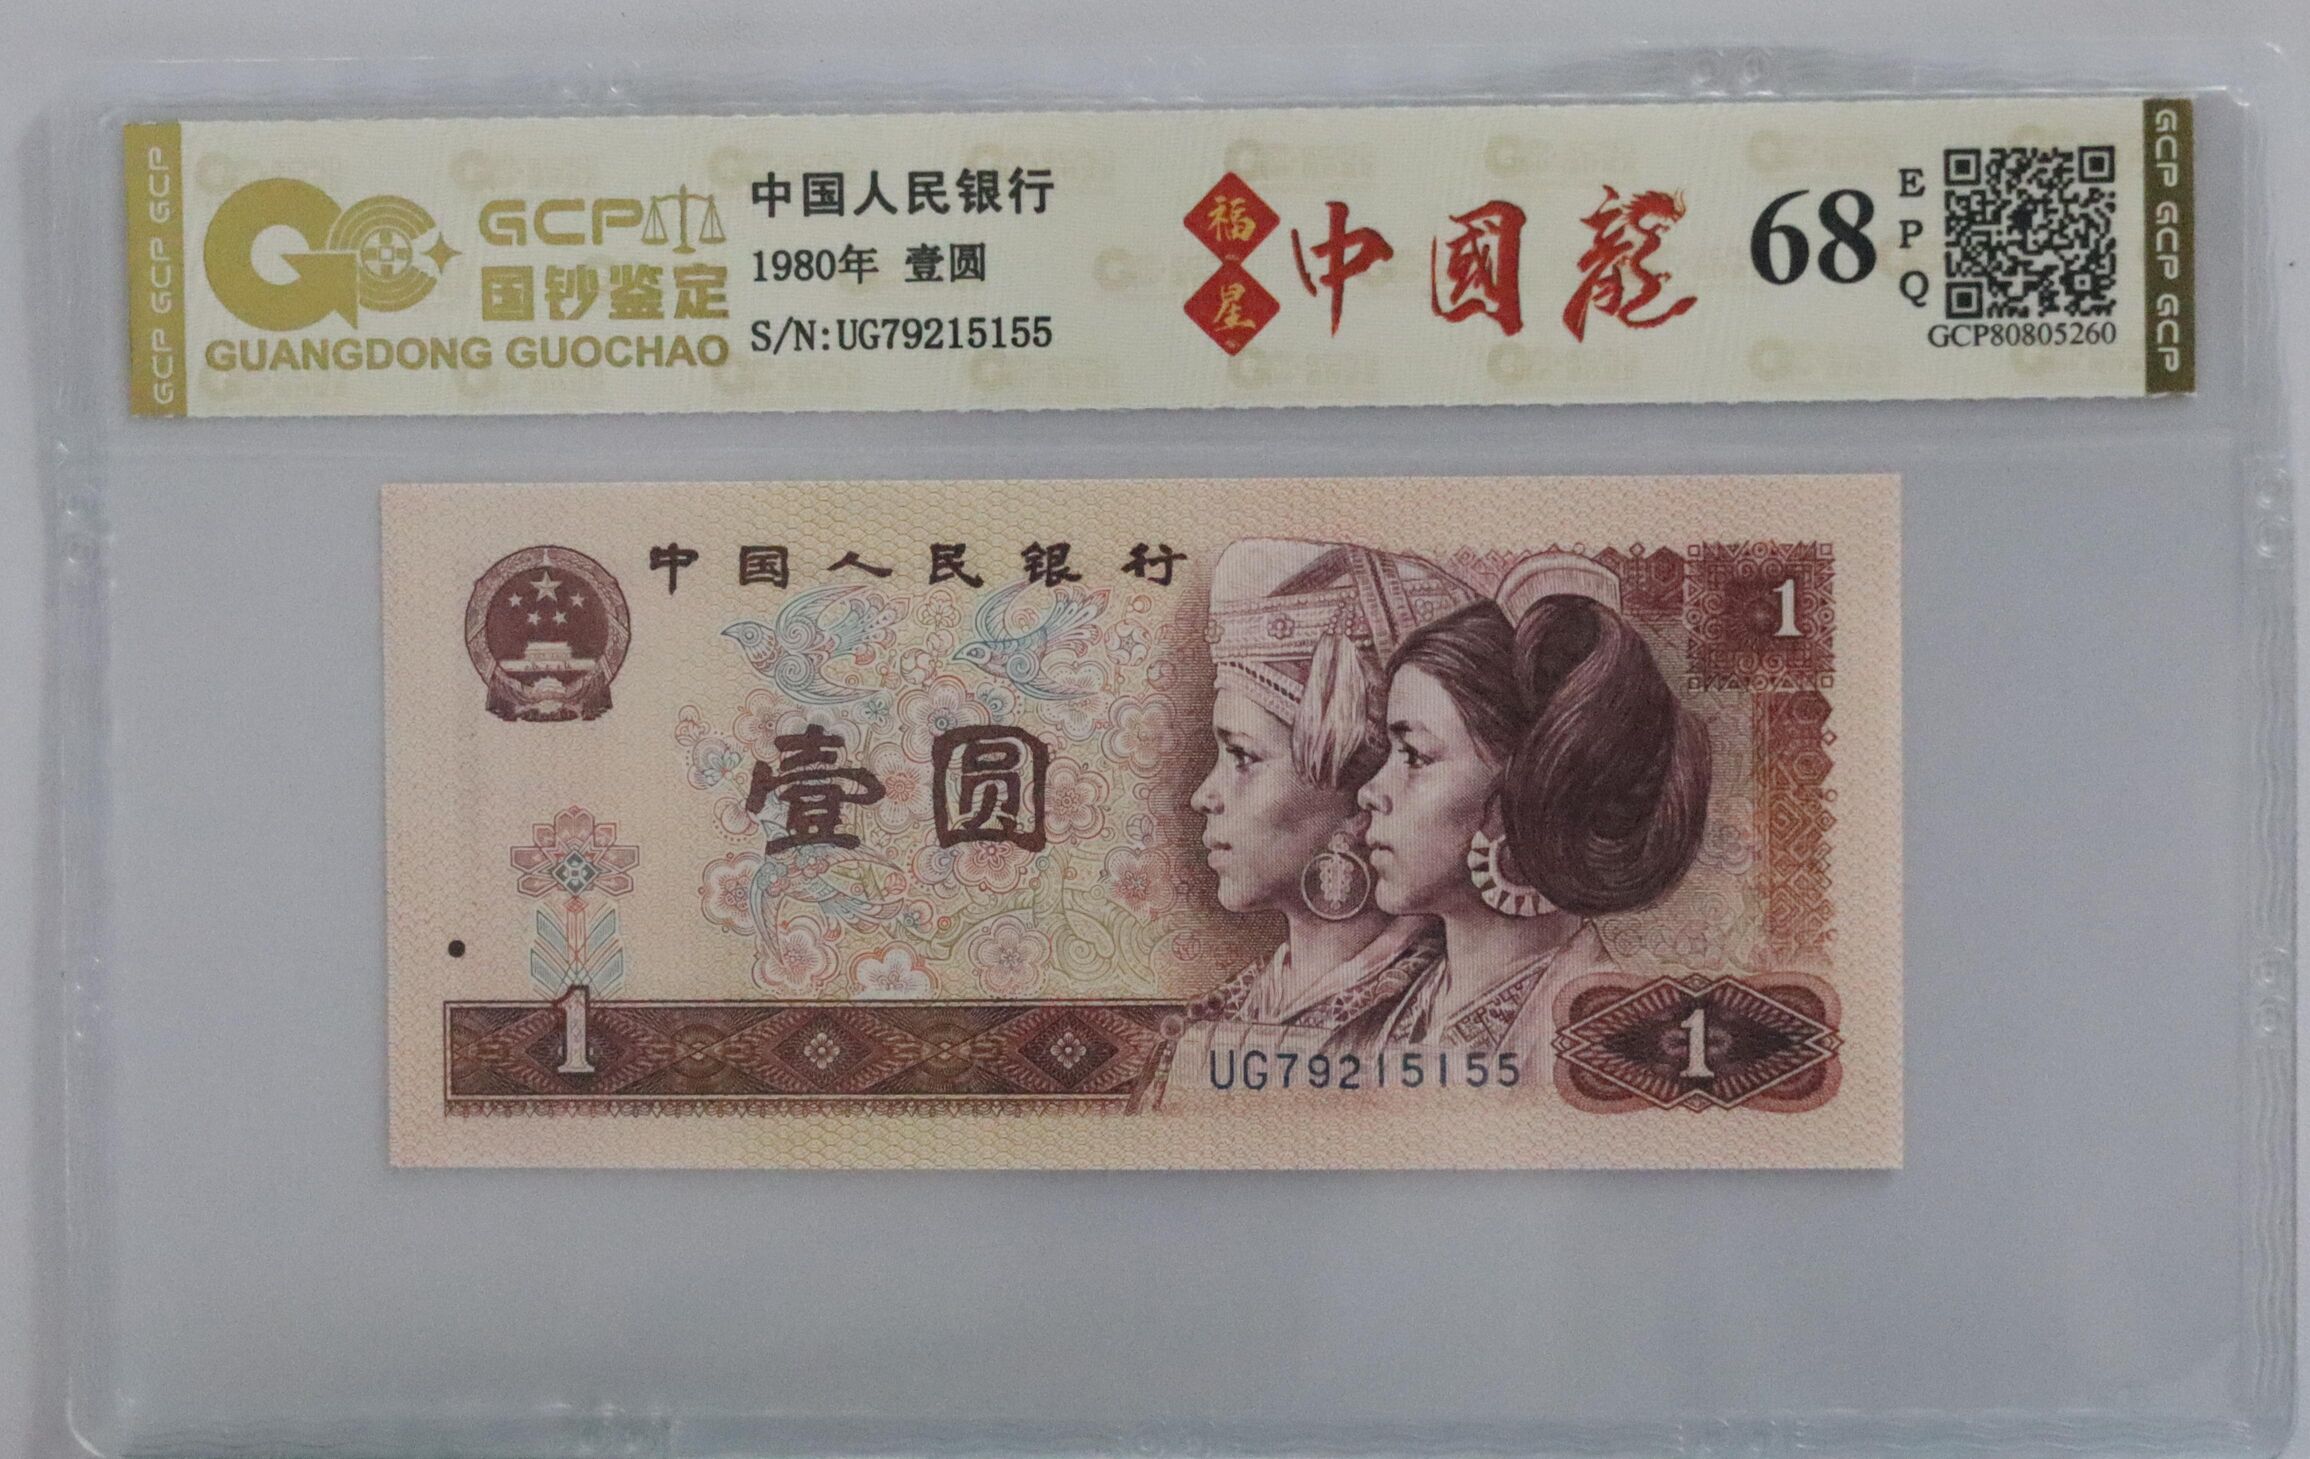 GCP GCP GCP
GCP
国钞鉴定
GUANGDONG GUOCHAO
中国人民银行
1980年 壹圆
S/N:UG79215155
福星
中國龍
68
EPQ
GCP80805260
GCP GCP GCP
中国人民银行
1
壹圆
1
UG79215155
1